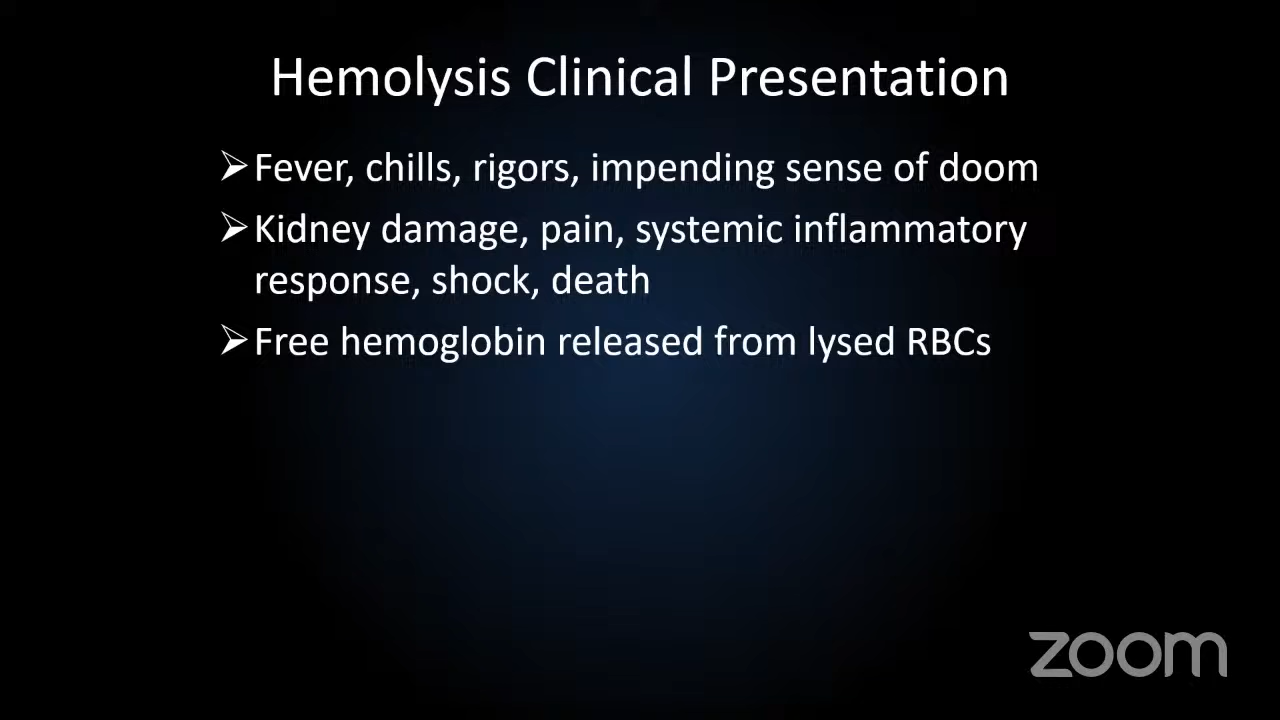 Hemolysis Clinical Presentation
➢Fever, chills, rigors, impending sense of doom
➢Kidney damage, pain, systemic inflammatory
response, shock, death
➢Free hemoglobin released from lysed RBCs
zoom